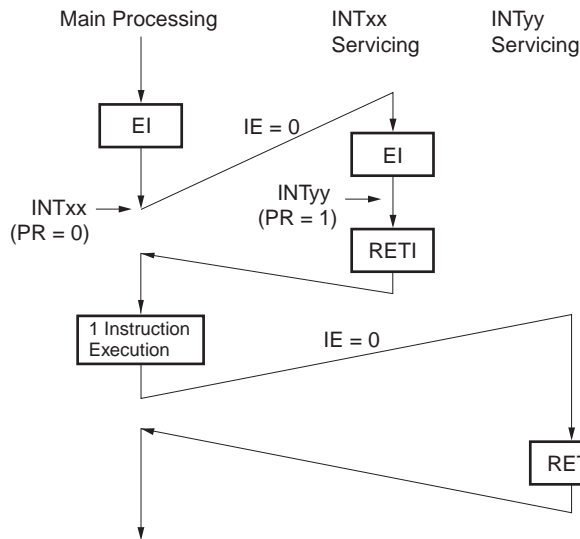 Main Processing
INTxx
Servicing
INTyy
Servicing
EI
IE = 0
EI
INTxx
(PR = 0)
INTyy
(PR = 1)
RETI
1 Instruction
Execution
IE = 0
RET